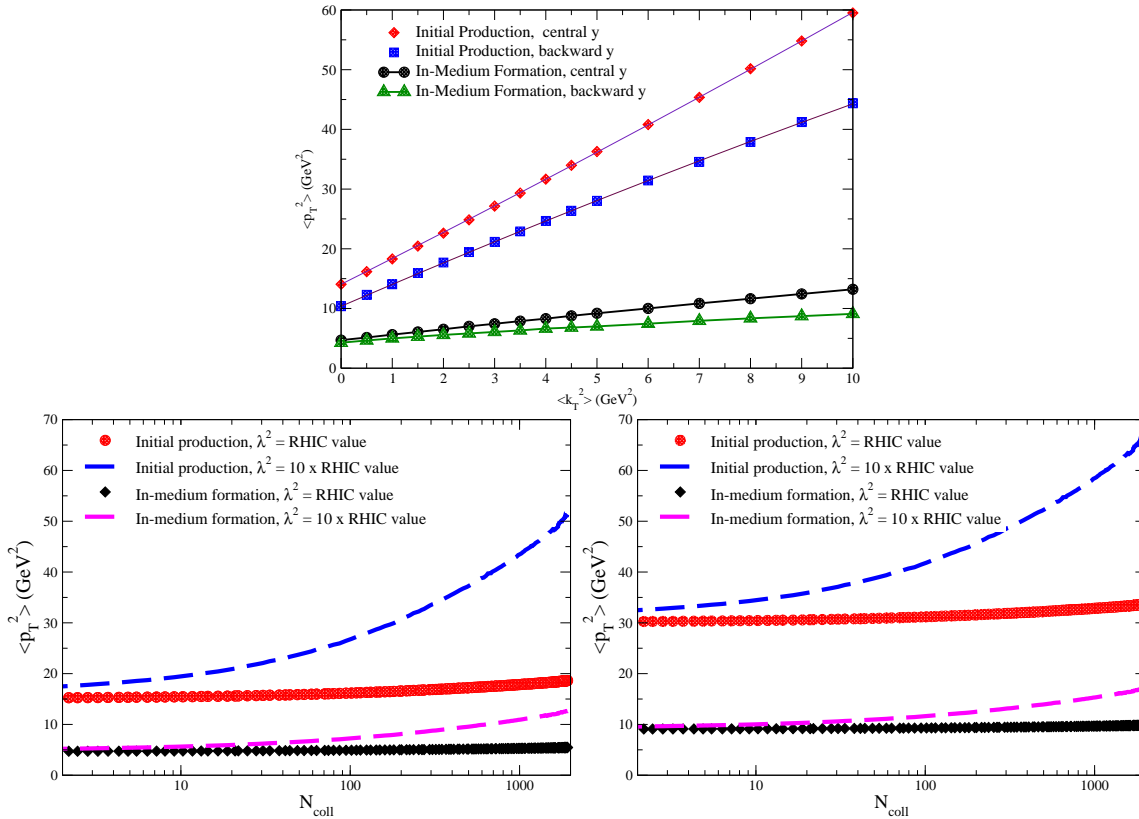 60
50
40
30
20
10
0
<p_T^2> (GeV^2)
Initial Production, central y
Initial Production, backward y
In-Medium Formation, central y
In-Medium Formation, backward y
0 1 2 3 4 5 6 7 8 9 10
<k_T^2> (GeV^2)
70
60
50
40
30
20
10
0
<p_T^2> (GeV^2)
Initial production, λ^2 = RHIC value
Initial production, λ^2 = 10 x RHIC value
In-medium formation, λ^2 = RHIC value
In-medium formation, λ^2 = 10 x RHIC value
10 100 1000
N_coll
70
60
50
40
30
20
10
0
<p_T^2> (GeV^2)
Initial production, λ^2 = RHIC value
Initial production, λ^2 = 10 x RHIC value
In-medium formation, λ^2 = RHIC value
In-medium formation, λ^2 = 10 x RHIC value
10 100 1000
N_coll